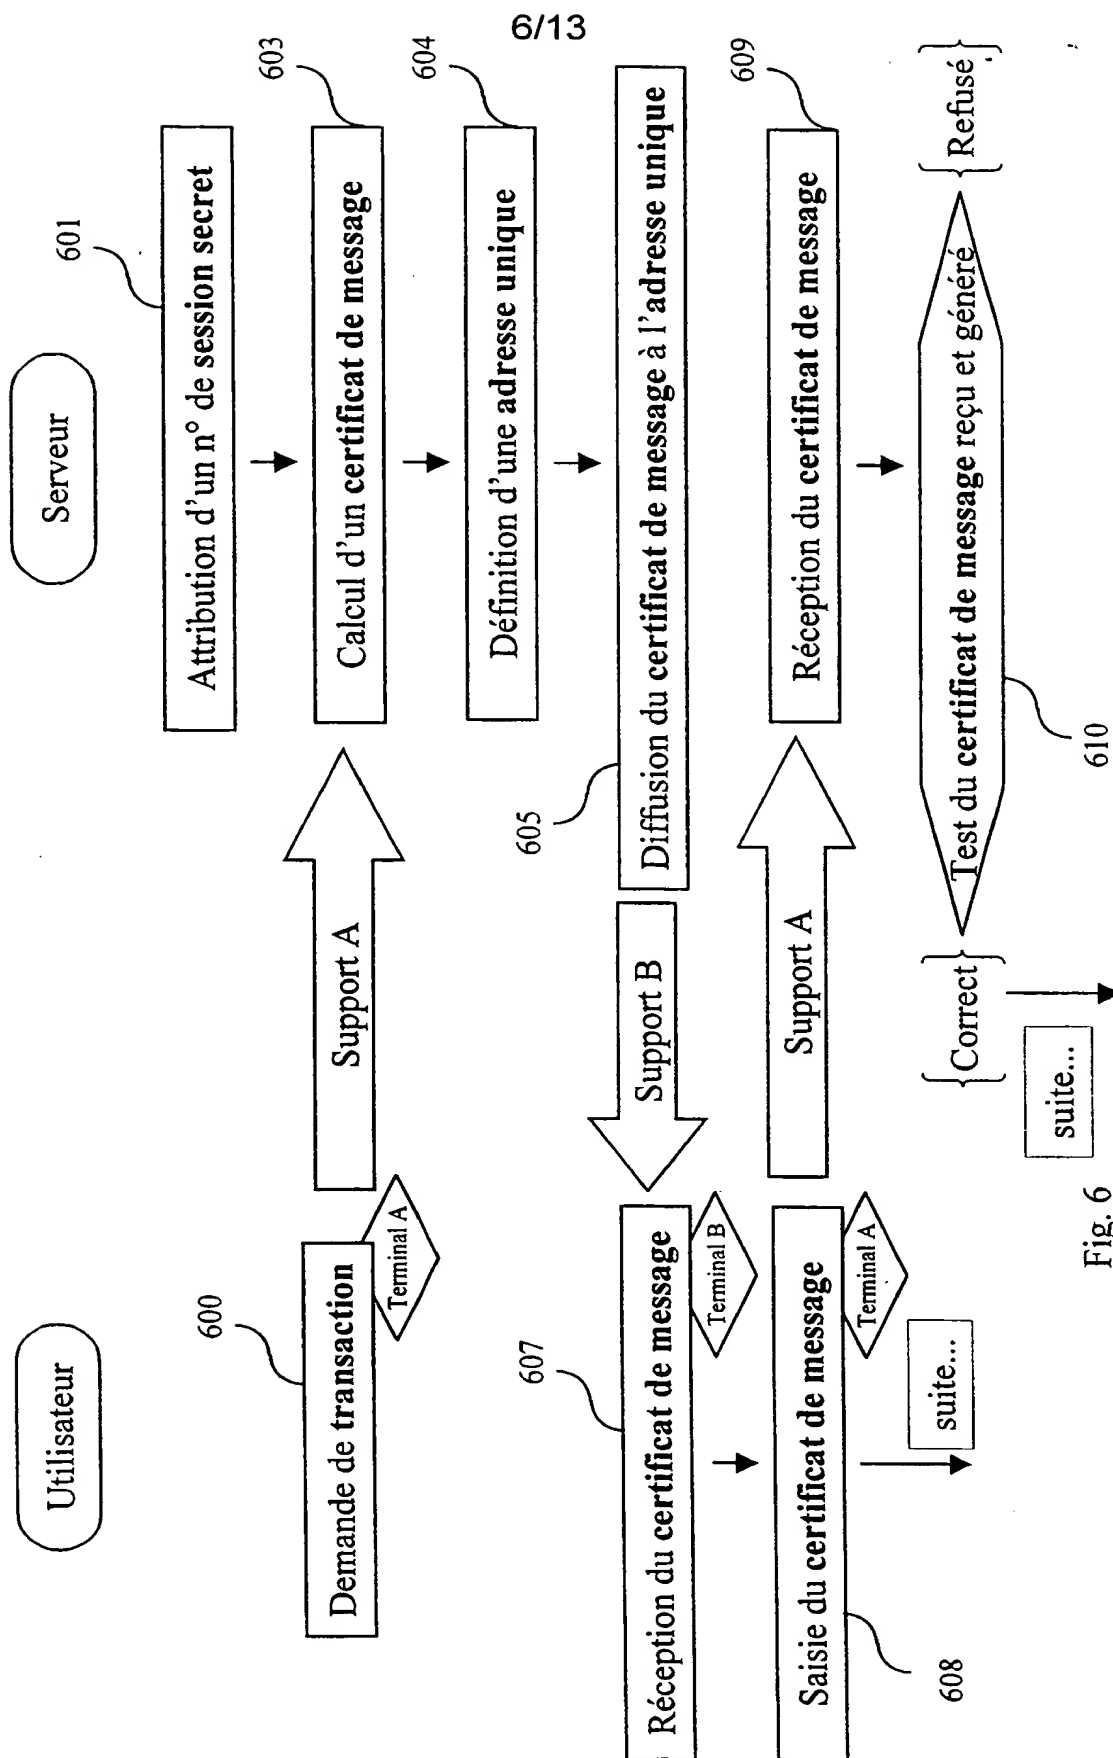 6/13
Utilisateur
Serveur
601
Attribution d'un n° de session secret
600
Demande de transaction
Terminal A
Support A
603
Calcul d'un certificat de message
604
Définition d'une adresse unique
605
Diffusion du certificat de message à l'adresse unique
Support B
607
Réception du certificat de message
Terminal B
608
Saisie du certificat de message
Terminal A
suite...
Support A
609
Réception du certificat de message
610
Test du certificat de message reçu et généré
Correct
Refusé
suite...
Fig. 6